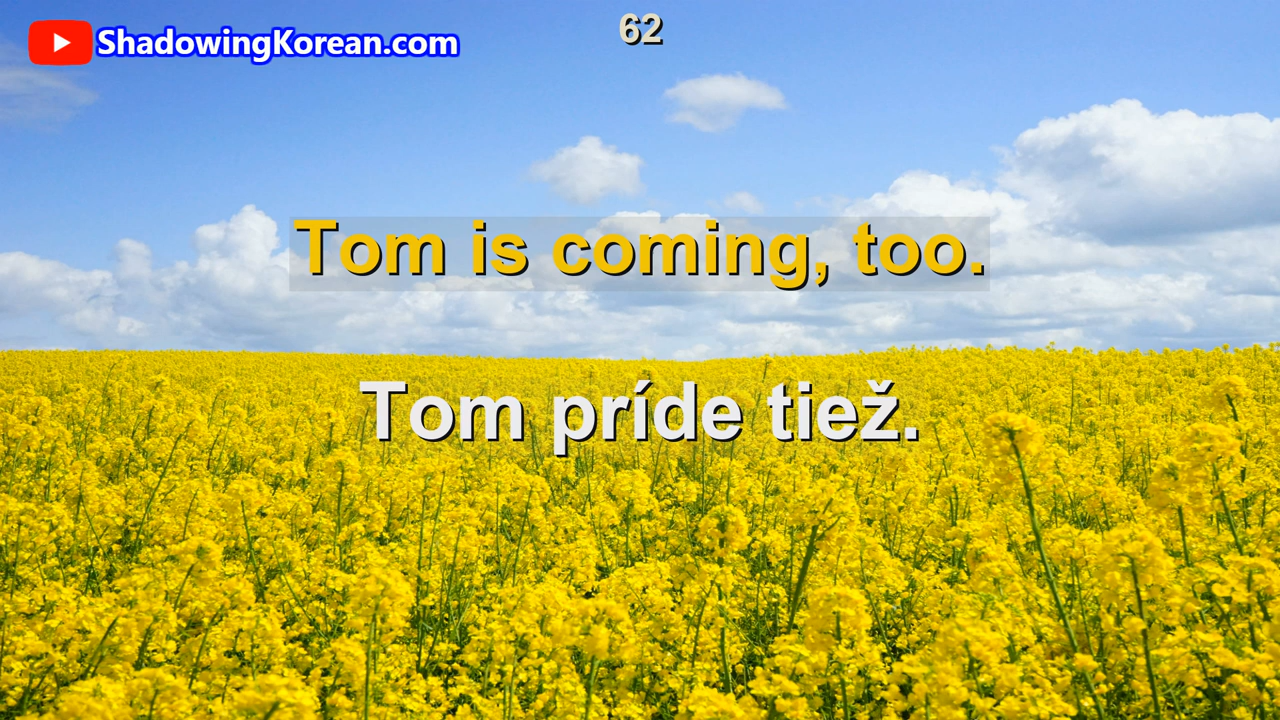 62
ShadowingKorean.com
Tom is coming, too.
Tom príde tiež.